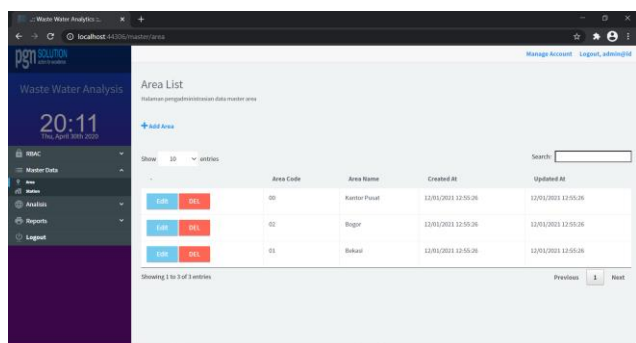 .:: Waste Water Analytics ::.
localhost:44306/master/area
pgn SOLUTION
Manage Account Logout, admin@id
Waste Water Analysis
20:11
Thu, April 30th 2020
RBAC
Master Data
Area
Station
Analisis
Reports
Logout
Area List
Halaman pengadministrasian data master area
+ Add Area
Show 10 entries
Search:
Area Code Area Name Created At Updated At
Edit DEL 00 Kantor Pusat 12/01/2021 12:55:26 12/01/2021 12:55:26
Edit DEL 02 Bogor 12/01/2021 12:55:26 12/01/2021 12:55:26
Edit DEL 01 Bekasi 12/01/2021 12:55:26 12/01/2021 12:55:26
Showing 1 to 3 of 3 entries
Previous 1 Next